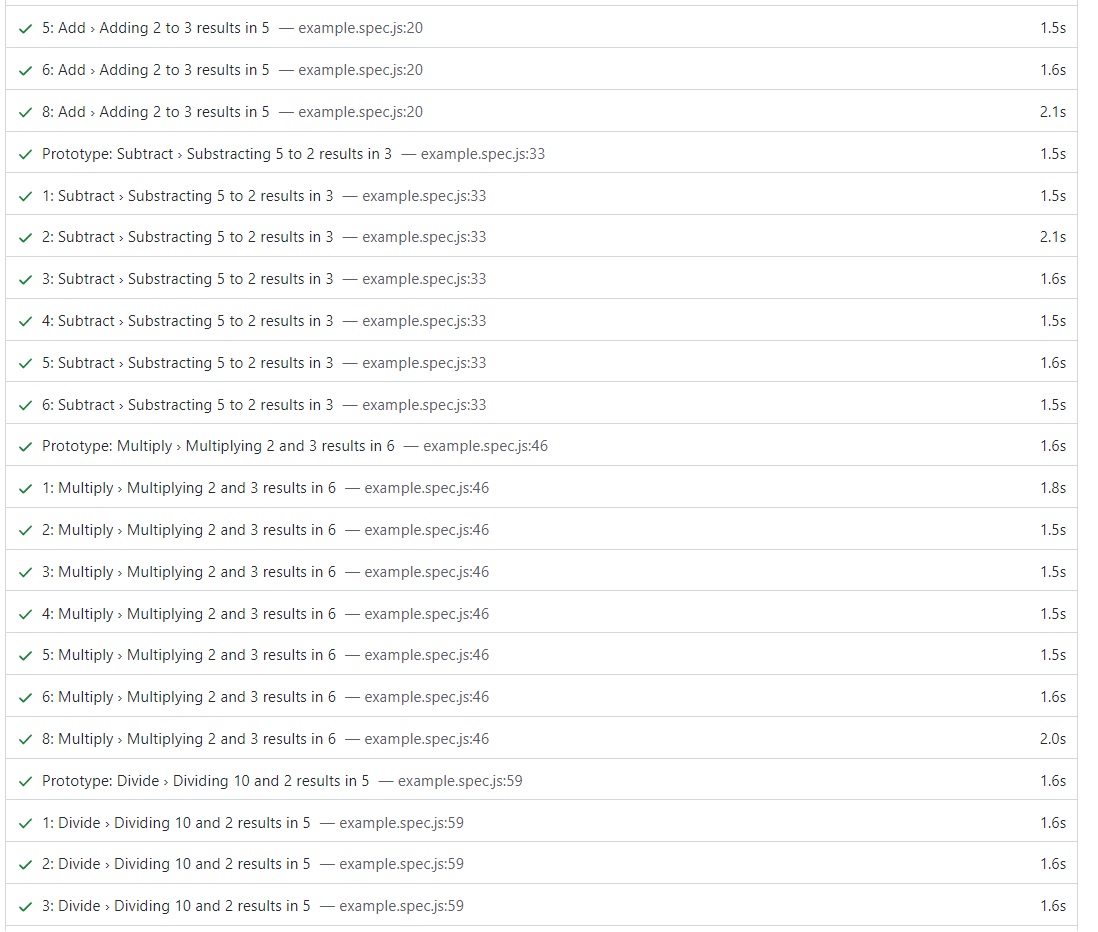 5: Add › Adding 2 to 3 results in 5 — example.spec.js:20 1.5s
6: Add › Adding 2 to 3 results in 5 — example.spec.js:20 1.6s
8: Add › Adding 2 to 3 results in 5 — example.spec.js:20 2.1s
Prototype: Subtract › Substracting 5 to 2 results in 3 — example.spec.js:33 1.5s
1: Subtract › Substracting 5 to 2 results in 3 — example.spec.js:33 1.5s
2: Subtract › Substracting 5 to 2 results in 3 — example.spec.js:33 2.1s
3: Subtract › Substracting 5 to 2 results in 3 — example.spec.js:33 1.6s
4: Subtract › Substracting 5 to 2 results in 3 — example.spec.js:33 1.5s
5: Subtract › Substracting 5 to 2 results in 3 — example.spec.js:33 1.6s
6: Subtract › Substracting 5 to 2 results in 3 — example.spec.js:33 1.5s
Prototype: Multiply › Multiplying 2 and 3 results in 6 — example.spec.js:46 1.6s
1: Multiply › Multiplying 2 and 3 results in 6 — example.spec.js:46 1.8s
2: Multiply › Multiplying 2 and 3 results in 6 — example.spec.js:46 1.5s
3: Multiply › Multiplying 2 and 3 results in 6 — example.spec.js:46 1.5s
4: Multiply › Multiplying 2 and 3 results in 6 — example.spec.js:46 1.5s
5: Multiply › Multiplying 2 and 3 results in 6 — example.spec.js:46 1.5s
6: Multiply › Multiplying 2 and 3 results in 6 — example.spec.js:46 1.6s
8: Multiply › Multiplying 2 and 3 results in 6 — example.spec.js:46 2.0s
Prototype: Divide › Dividing 10 and 2 results in 5 — example.spec.js:59 1.6s
1: Divide › Dividing 10 and 2 results in 5 — example.spec.js:59 1.6s
2: Divide › Dividing 10 and 2 results in 5 — example.spec.js:59 1.6s
3: Divide › Dividing 10 and 2 results in 5 — example.spec.js:59 1.6s